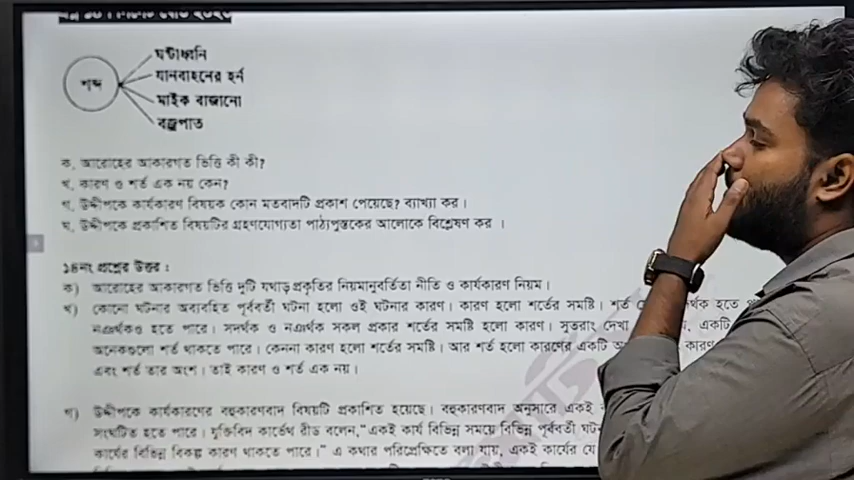 ঘন্টাধ্বনি
যানবাহনের হর্ন
শব্দ
মাইক বাজানো
বজ্রপাত
ক. আরোহের আকারগত ভিত্তি কী কী?
খ. কারণ ও শর্ত এক নয় কেন?
গ. উদ্দীপকে কার্যকারণ বিষয়ক কোন মতবাদটি প্রকাশ পেয়েছে? ব্যাখ্যা কর।
ঘ. উদ্দীপকে প্রকাশিত বিষয়টির গ্রহণযোগ্যতা পাঠ্যপুস্তকের আলোকে বিশ্লেষণ কর ।
১৪নং প্রশ্নের উত্তর :
ক) আরোহের আকারগত ভিত্তি দুটি যথাড় প্রকৃতির নিয়মানুবর্তিতা নীতি ও কার্যকারণ নিয়ম।
খ) কোনো ঘটনার অব্যবহিত পূর্ববর্তী ঘটনা হলো ওই ঘটনার কারণ। কারণ হলো শর্তের সমষ্টি। শর্ত হতে
নঞর্থকও হতে পারে। সদর্থক ও নঞর্থক সকল প্রকার শর্তের সমষ্টি হলো কারণ। সুতরাং দেখা একটি
অনেকগুলো শর্ত থাকতে পারে। কেননা কারণ হলো শর্তের সমষ্টি। আর শর্ত হলো কারণের একটি কারণ
এবং শর্ত তার অংশ। তাই কারণ ও শর্ত এক নয়।
গ) উদ্দীপকে কার্যকারণের বহুকারণবাদ বিষয়টি প্রকাশিত হয়েছে। বহুকারণবাদ অনুসারে একই
সংঘটিত হতে পারে। যুক্তিবিদ কার্ভেথ রীড বলেন,"একই কার্য বিভিন্ন সময়ে বিভিন্ন পূর্ববর্তী
কার্যের বিভিন্ন বিকল্প কারণ থাকতে পারে।" এ কথার পরিপ্রেক্ষিতে বলা যায়, একই কার্যের যে